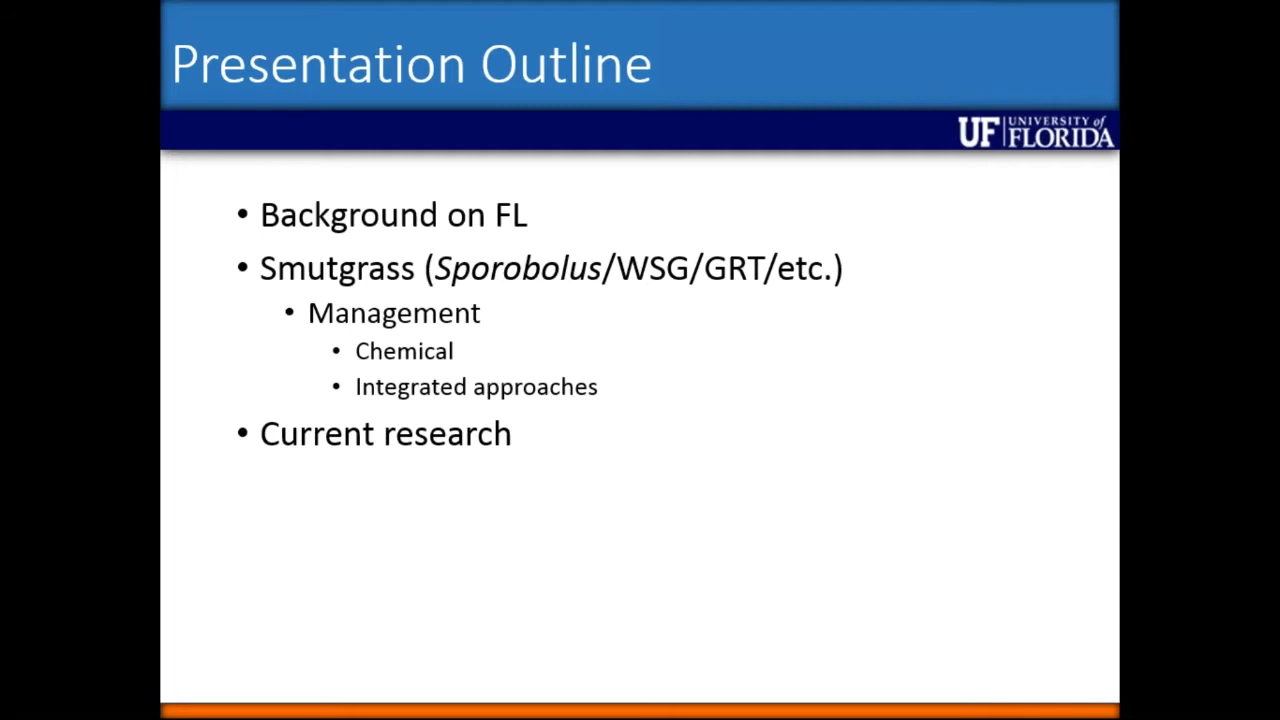 Presentation Outline
UF | UNIVERSITY of
FLORIDA
• Background on FL
• Smutgrass (Sporobolus/WSG/GRT/etc.)
• Management
• Chemical
• Integrated approaches
• Current research